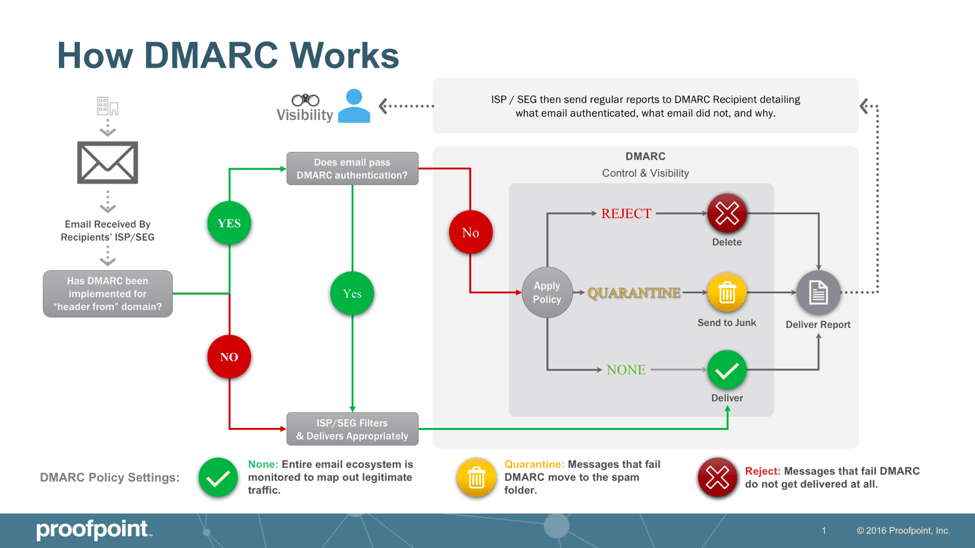 How DMARC Works
Visibility
ISP / SEG then send regular reports to DMARC Recipient detailing
what email authenticated, what email did not, and why.
Email Received By
Recipients' ISP/SEG
Has DMARC been
implemented for
"header from" domain?
YES
NO
Does email pass
DMARC authentication?
Yes
No
ISP/SEG Filters
& Delivers Appropriately
DMARC
Control & Visibility
Apply
Policy
REJECT
Delete
QUARANTINE
Send to Junk
NONE
Deliver
Deliver Report
DMARC Policy Settings:
None: Entire email ecosystem is
monitored to map out legitimate
traffic.
Quarantine: Messages that fail
DMARC move to the spam
folder.
Reject: Messages that fail DMARC
do not get delivered at all.
proofpoint™
1
© 2016 Proofpoint, Inc.